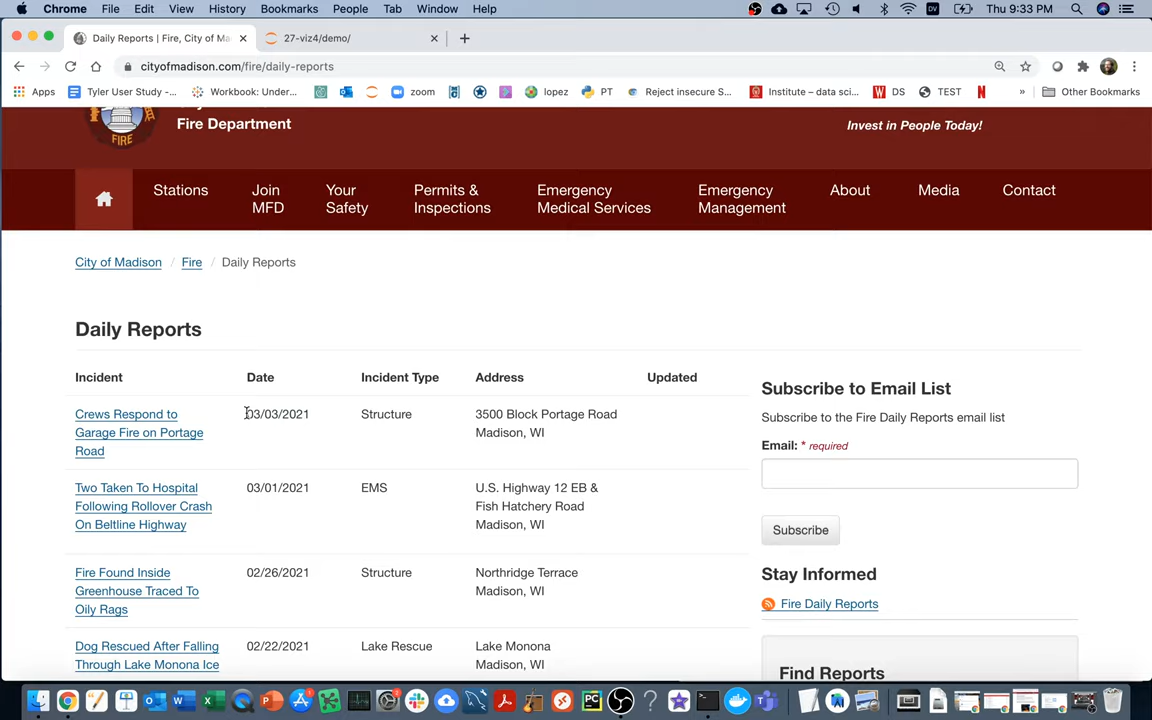 Chrome File Edit View History Bookmarks People Tab Window Help Thu 9:33 PM
Daily Reports | Fire, City of Ma 27-viz4/demo/
cityofmadison.com/fire/daily-reports
Apps Tyler User Study -... Workbook: Under... zoom lopez PT Reject insecure S... Institute – data sci... DS TEST » Other Bookmarks
FIRE
Fire Department
Invest in People Today!
Stations
Join
MFD
Your
Safety
Permits &
Inspections
Emergency
Medical Services
Emergency
Management
About
Media
Contact
City of Madison / Fire / Daily Reports
Daily Reports
Incident Date Incident Type Address Updated
Crews Respond to
Garage Fire on Portage
Road
03/03/2021
Structure
3500 Block Portage Road
Madison, WI
Two Taken To Hospital
Following Rollover Crash
On Beltline Highway
03/01/2021
EMS
U.S. Highway 12 EB &
Fish Hatchery Road
Madison, WI
Fire Found Inside
Greenhouse Traced To
Oily Rags
02/26/2021
Structure
Northridge Terrace
Madison, WI
Dog Rescued After Falling
Through Lake Monona Ice
02/22/2021
Lake Rescue
Lake Monona
Madison, WI
Subscribe to Email List
Subscribe to the Fire Daily Reports email list
Email: * required
Subscribe
Stay Informed
Fire Daily Reports
Find Reports